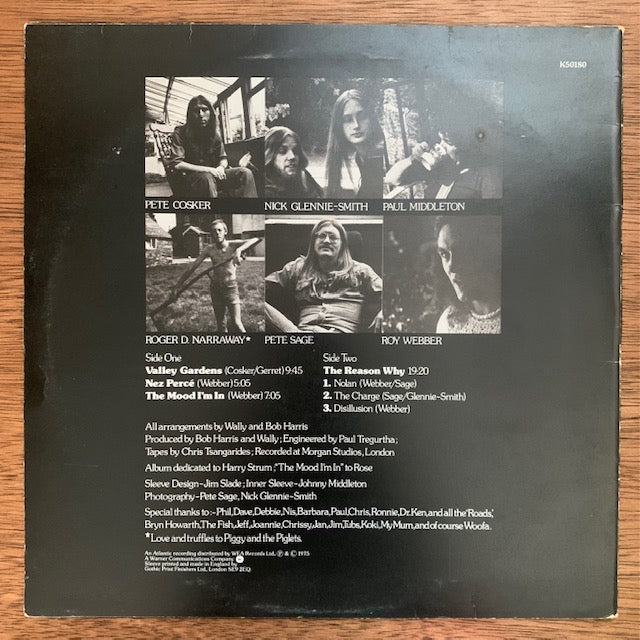 K50180
PETE COSKER NICK GLENNIE-SMITH PAUL MIDDLETON
ROGER D. NARRAWAY* PETE SAGE ROY WEBBER
Side One
Valley Gardens (Cosker/Gerret) 9:45
Nez Percé (Webber) 5:05
The Mood I'm In (Webber) 7:05
Side Two
The Reason Why 19:20
1. Nolan (Webber/Sage)
2. The Charge (Sage/Glennie-Smith)
3. Disillusion (Webber)
All arrangements by Wally and Bob Harris
Produced by Bob Harris and Wally; Engineered by Paul Tregurtha;
Tapes by Chris Tsangarides; Recorded at Morgan Studios, London
Album dedicated to Harry Strum; "The Mood I'm In" to Rose
Sleeve Design-Jim Slade; Inner Sleeve-Johnny Middleton
Photography-Pete Sage, Nick Glennie-Smith
Special thanks to:-Phil, Dave, Debbie, Nis, Barbara, Paul, Chris, Ronnie, Dr. Ken, and all the 'Roads,'
Bryn Howarth, The Fish, Jeff, Joannie, Chrissy, Jan, Jim, Tubs, Koki, My Mum, and of course Woofa.
*Love and truffles to Piggy and the Piglets.
An Atlantic recording distributed by WEA Records Ltd., ℗ & © 1975
A Warner Communications Company
Sleeve printed and made in England by
Gothic Print Finishers Ltd., London SE9 2EQ.